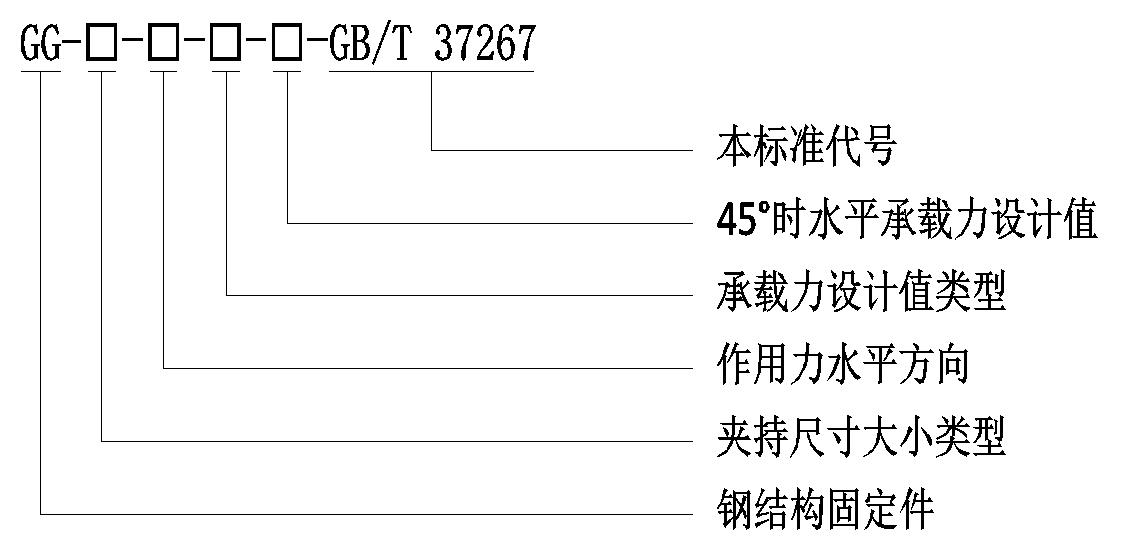 GG-□-□-□-□-GB/T 37267
本标准代号
45°时水平承载力设计值
承载力设计值类型
作用力水平方向
夹持尺寸大小类型
钢结构固定件